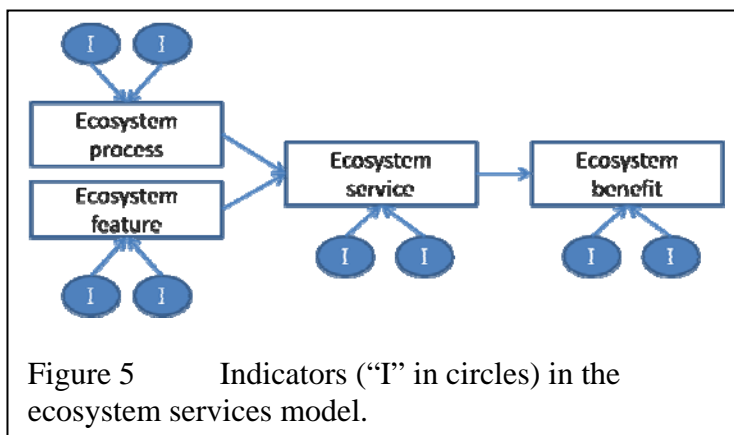 I I
Ecosystem
process
Ecosystem
feature
I I
Ecosystem
service
I I
Ecosystem
benefit
I I
Figure 5 Indicators (“I” in circles) in the
ecosystem services model.